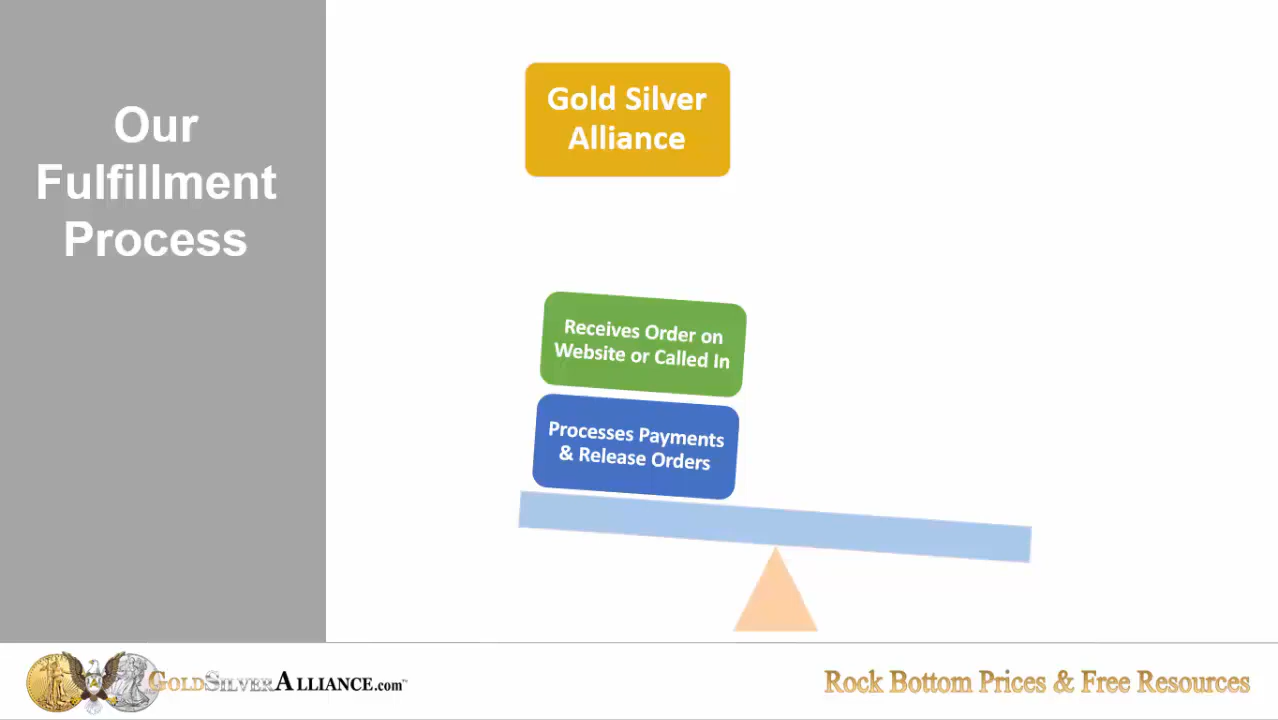 Our
Fulfillment
Process
Gold Silver
Alliance
Receives Order on
Website or Called In
Processes Payments
& Release Orders
GOLDSILVERALLIANCE.com™
Rock Bottom Prices & Free Resources